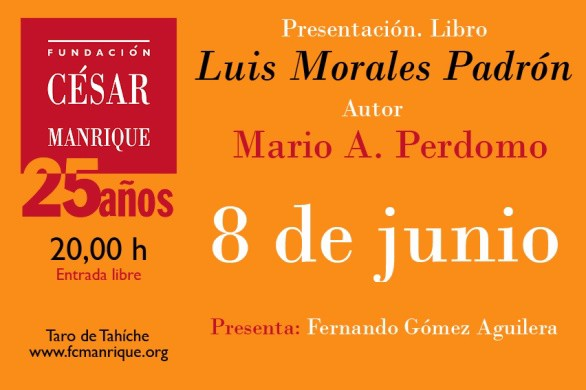 FUNDACIÓN
CÉSAR
MANRIQUE
25años
20,00 h
Entrada libre
Taro de Tahíche
www.fcmanrique.org
Presentación. Libro
Luis Morales Padrón
Autor
Mario A. Perdomo
8 de junio
Presenta: Fernando Gómez Aguilera